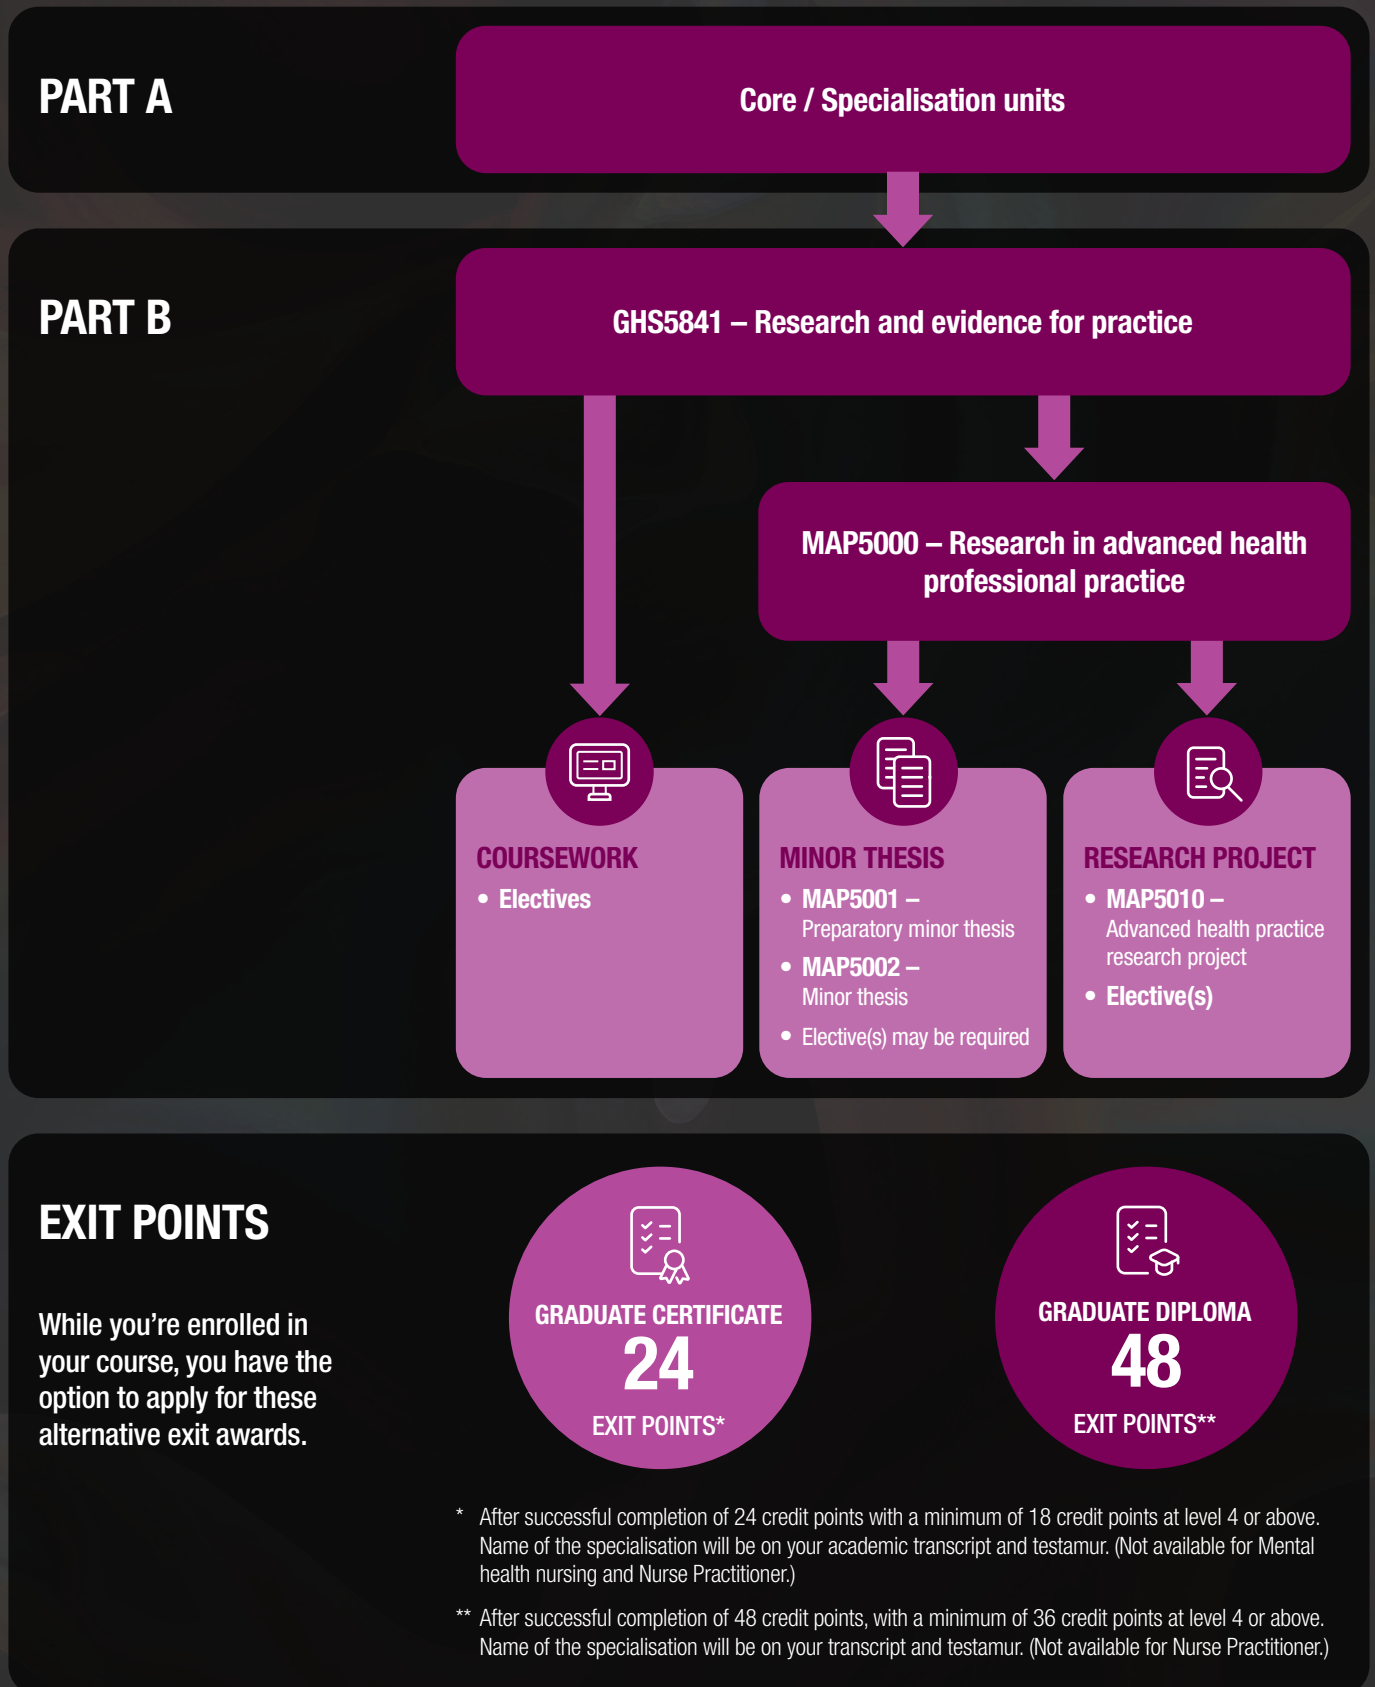 PART A
Core / Specialisation units
PART B
GHS5841 – Research and evidence for practice
MAP5000 – Research in advanced health
professional practice
COURSEWORK
• Electives
MINOR THESIS
• MAP5001 –
Preparatory minor thesis
• MAP5002 –
Minor thesis
• Elective(s) may be required
RESEARCH PROJECT
• MAP5010 –
Advanced health practice
research project
• Elective(s)
EXIT POINTS
While you’re enrolled in
your course, you have the
option to apply for these
alternative exit awards.
GRADUATE CERTIFICATE
24
EXIT POINTS*
GRADUATE DIPLOMA
48
EXIT POINTS**
* After successful completion of 24 credit points with a minimum of 18 credit points at level 4 or above.
Name of the specialisation will be on your academic transcript and testamur. (Not available for Mental
health nursing and Nurse Practitioner.)
** After successful completion of 48 credit points, with a minimum of 36 credit points at level 4 or above.
Name of the specialisation will be on your transcript and testamur. (Not available for Nurse Practitioner.)